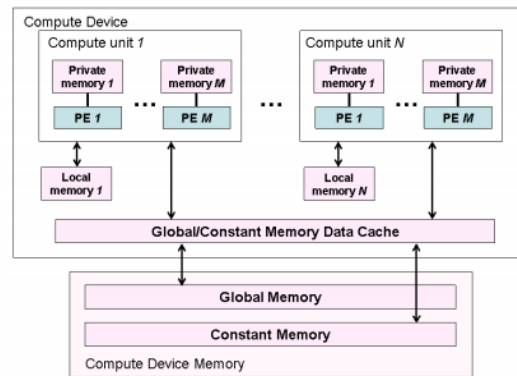 Compute Device
Compute unit 1
Compute unit N
Private
memory 1
Private
memory M
Private
memory 1
Private
memory M
...
...
...
PE 1
PE M
PE 1
PE M
Local
memory 1
Local
memory N
Global/Constant Memory Data Cache
Global Memory
Constant Memory
Compute Device Memory